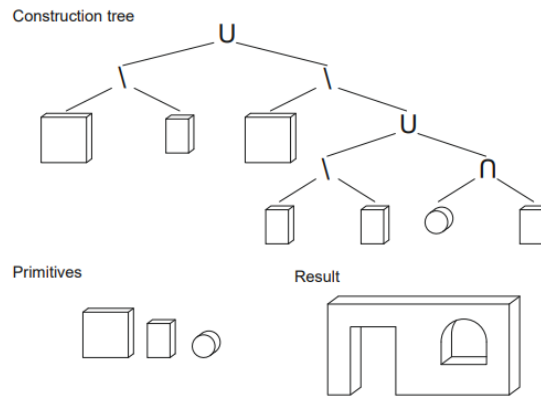 Construction tree
∪
\ \
∪
\ ∩
Primitives
Result